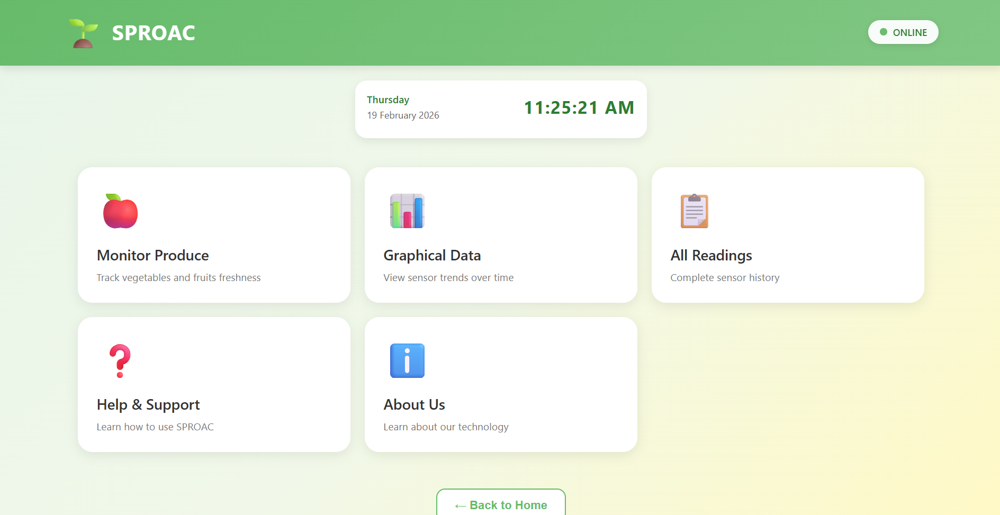 SPROAC
ONLINE
Thursday
19 February 2026
11:25:21 AM
Monitor Produce
Track vegetables and fruits freshness
Graphical Data
View sensor trends over time
All Readings
Complete sensor history
Help & Support
Learn how to use SPROAC
About Us
Learn about our technology
← Back to Home